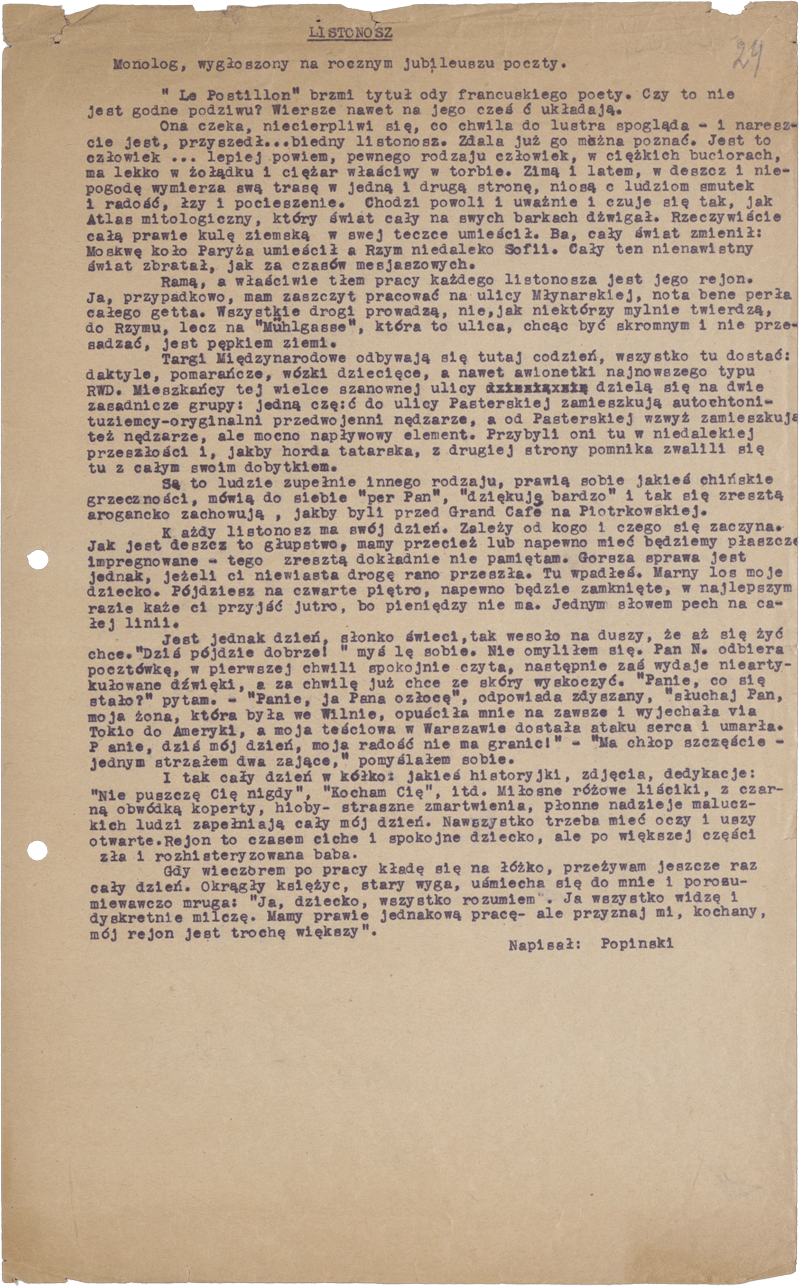 LISTONOSZ
24
Monolog, wygłoszony na rocznym jubileuszu poczty.
" Le Postillon" brzmi tytuł ody francuskiego poety. Czy to nie
jest godne podziwu? Wiersze nawet na jego cześ ć układają.
Ona czeka, niecierpliwi się, co chwila do lustra spogląda - i naresz-
cie jest, przyszedł...biedny listonosz. Zdala już go można poznać. Jest to
człowiek ... lepiej powiem, pewnego rodzaju człowiek, w ciężkich buciorach,
ma lekko w żołądku i ciężar właściwy w torbie. Zimą i latem, w deszcz i nie-
pogodę wymierza swą trasę w jedną i drugą stronę, niosą c ludziom smutek
i radość, łzy i pocieszenie. Chodzi powoli i uważnie i czuje się tak, jak
Atlas mitologiczny, który świat cały na swych barkach dźwigał. Rzeczywiście
całą prawie kulę ziemską w swej teczce umieścił. Ba, cały świat zmienił:
Moskwę koło Paryża umieścił a Rzym niedaleko Sofii. Cały ten nienawistny
świat zbratał, jak za czasów mesjaszowych.
Ramą, a właściwie tłem pracy każdego listonosza jest jego rejon.
Ja, przypadkowo, mam zaszczyt pracować na ulicy Młynarskiej, nota bene perła
całego getta. Wszystkie drogi prowadzą, nie,jak niektórzy mylnie twierdzą,
do Rzymu, lecz na "Mühlgasse", która to ulica, chcąc być skromnym i nie prze-
sadzać, jest pępkiem ziemi.
Targi Międzynarodowe odbywają się tutaj codzień, wszystko tu dostać:
daktyle, pomarańcze, wózki dziecięce, a nawet awionetki najnowszego typu
RWD. Mieszkańcy tej wielce szanownej ulicy dzielą się na dwie
zasadnicze grupy: jedną czę:ć do ulicy Pasterskiej zamieszkują autochtoni-
tuziemcy-oryginalni przedwojenni nędzarze, a od Pasterskiej wzwyż zamieszkują
też nędzarze, ale mocno napływowy element. Przybyli oni tu w niedalekiej
przeszłości i, jakby horda tatarska, z drugiej strony pomnika zwalili się
tu z całym swoim dobytkiem.
Są to ludzie zupełnie innego rodzaju, prawią sobie jakieś chińskie
grzeczności, mówią do siebie "per Pan", "dziękuję bardzo" i tak się zresztą
arogancko zachowują , jakby byli przed Grand Café na Piotrkowskiej.
K ażdy listonosz ma swój dzień. Zależy od kogo i czego się zaczyna.
Jak jest deszcz to głupstwo, mamy przecież lub napewno mieć będziemy płaszcze
impregnowane - tego zresztą dokładnie nie pamiętam. Gorsza sprawa jest
jednak, jeżeli ci niewiasta drogę rano przeszła. Tu wpadłeś. Marny los moje
dziecko. Pójdziesz na czwarte piętro, napewno będzie zamknięte, w najlepszym
razie każe ci przyjść jutro, bo pieniędzy nie ma. Jednym słowem pech na ca-
łej linii.
Jest jednak dzień, słonko świeci,tak wesoło na duszy, że aż się żyć
chce."Dziś pójdzie dobrze! " myś lę sobie. Nie omyliłem się. Pan N. odbiera
pocztówkę, w pierwszej chwili spokojnie czyta, następnie zaś wydaje niearty-
kułowane dźwięki, a za chwilę już chce ze skóry wyskoczyć. "Panie, co się
stało?" pytam. - "Panie, ja Pana ozłocę", odpowiada zdyszany, "słuchaj Pan,
moja żona, która była we Wilnie, opuściła mnie na zawsze i wyjechała via
Tokio do Ameryki, a moja teściowa w Warszawie dostała ataku serca i umarła.
P anie, dziś mój dzień, moja radość nie ma granic!" - "Ma chłop szczęście -
jednym strzałem dwa zające," pomyślałem sobie.
I tak cały dzień w kółko: jakieś historyjki, zdjęcia, dedykacje:
"Nie puszczę Cię nigdy", "Kocham Cię", itd. Miłosne różowe liściki, z czar-
ną obwódką koperty, hioby- straszne zmartwienia, płonne nadzieje malucz-
kich ludzi zapełniają cały mój dzień. Nawszystko trzeba mieć oczy i uszy
otwarte.Rejon to czasem ciche i spokojne dziecko, ale po większej części
zła i rozhisteryzowana baba.
Gdy wieczorem po pracy kładę się na łóżko, przeżywam jeszcze raz
cały dzień. Okrągły księżyc, stary wyga, uśmiecha się do mnie i porozu-
miewawczo mruga: "Ja, dziecko, wszystko rozumiem". Ja wszystko widzę i
dyskretnie milczę. Mamy prawie jednakową pracę- ale przyznaj mi, kochany,
mój rejon jest trochę większy".
Napisał: Popinski